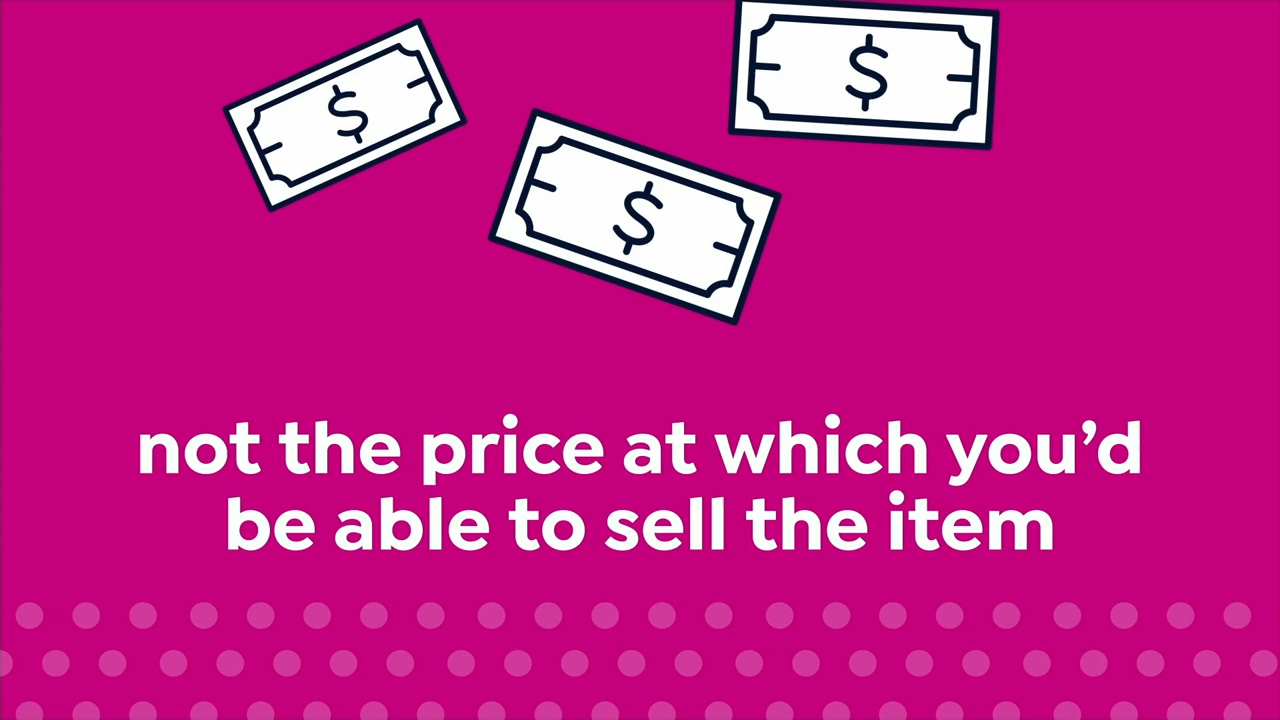 $
$
$
not the price at which you’d
be able to sell the item